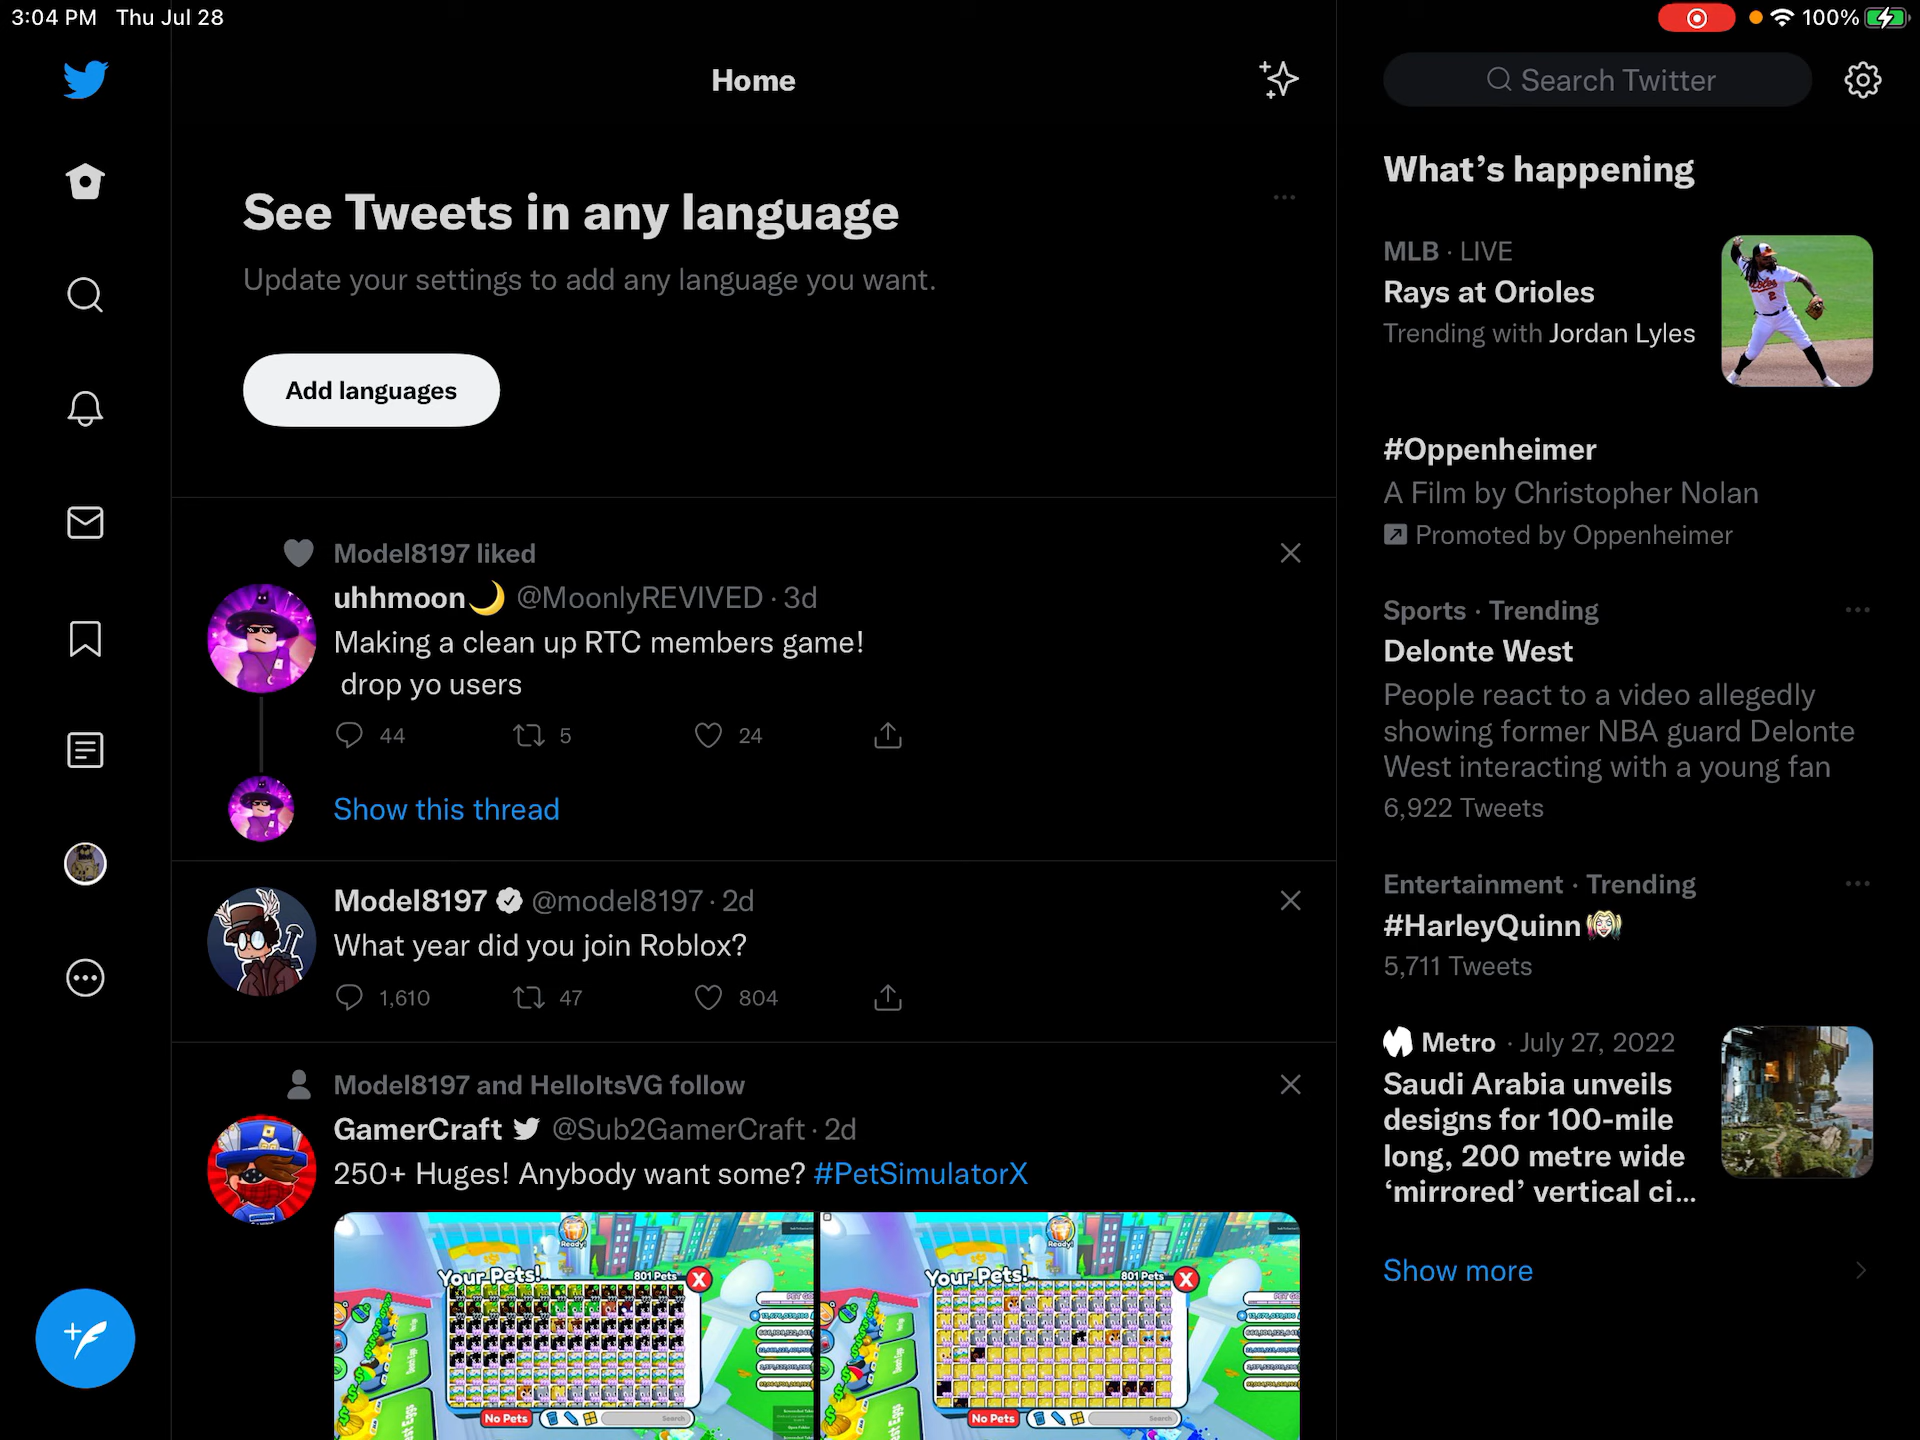 3:04 PM Thu Jul 28
100%
Home
See Tweets in any language
Update your settings to add any language you want.
Add languages
Model8197 liked
uhhmoon🌙 @MoonlyREVIVED · 3d
Making a clean up RTC members game!
drop yo users
44 5 24
Show this thread
Model8197 @model8197 · 2d
What year did you join Roblox?
1,610 47 804
Model8197 and HelloItsVG follow
GamerCraft @Sub2GamerCraft · 2d
250+ Huges! Anybody want some? #PetSimulatorX
Ready!
Your Pets!
801 Pets
X
No Pets
Search
Ready!
Your Pets!
801 Pets
X
No Pets
Search
Search Twitter
What’s happening
MLB · LIVE
Rays at Orioles
Trending with Jordan Lyles
#Oppenheimer
A Film by Christopher Nolan
Promoted by Oppenheimer
Sports · Trending
Delonte West
People react to a video allegedly
showing former NBA guard Delonte
West interacting with a young fan
6,922 Tweets
Entertainment · Trending
#HarleyQuinn
5,711 Tweets
Metro · July 27, 2022
Saudi Arabia unveils
designs for 100-mile
long, 200 metre wide
‘mirrored’ vertical ci...
Show more